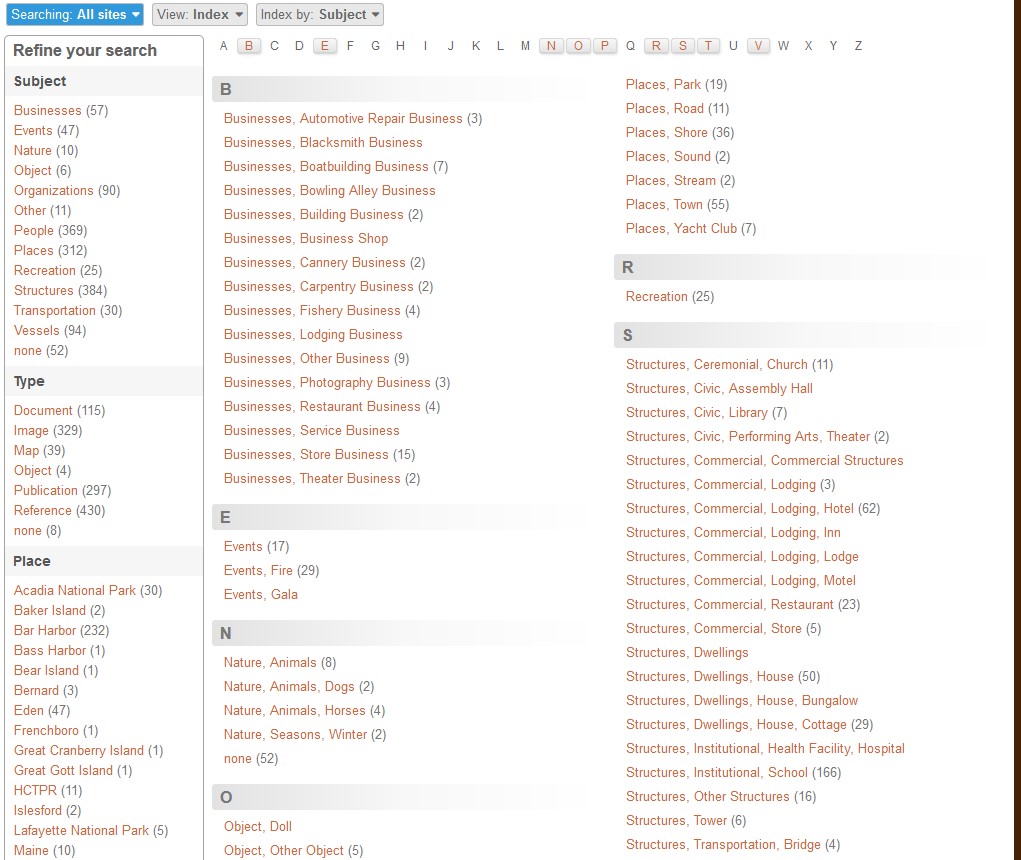 Searching: All sites
View: Index
Index by: Subject
Refine your search
Subject
Businesses (57)
Events (47)
Nature (10)
Object (6)
Organizations (90)
Other (11)
People (369)
Places (312)
Recreation (25)
Structures (384)
Transportation (30)
Vessels (94)
none (52)
Type
Document (115)
Image (329)
Map (39)
Object (4)
Publication (297)
Reference (430)
none (8)
Place
Acadia National Park (30)
Baker Island (2)
Bar Harbor (232)
Bass Harbor (1)
Bear Island (1)
Bernard (3)
Eden (47)
Frenchboro (1)
Great Cranberry Island (1)
Great Gott Island (1)
HCTPR (11)
Islesford (2)
Lafayette National Park (5)
Maine (10)
A B C D E F G H I J K L M N O P Q R S T U V W X Y Z
B
Businesses, Automotive Repair Business (3)
Businesses, Blacksmith Business
Businesses, Boatbuilding Business (7)
Businesses, Bowling Alley Business
Businesses, Building Business (2)
Businesses, Business Shop
Businesses, Cannery Business (2)
Businesses, Carpentry Business (2)
Businesses, Fishery Business (4)
Businesses, Lodging Business
Businesses, Other Business (9)
Businesses, Photography Business (3)
Businesses, Restaurant Business (4)
Businesses, Service Business
Businesses, Store Business (15)
Businesses, Theater Business (2)
E
Events (17)
Events, Fire (29)
Events, Gala
N
Nature, Animals (8)
Nature, Animals, Dogs (2)
Nature, Animals, Horses (4)
Nature, Seasons, Winter (2)
none (52)
O
Object, Doll
Object, Other Object (5)
Places, Park (19)
Places, Road (11)
Places, Shore (36)
Places, Sound (2)
Places, Stream (2)
Places, Town (55)
Places, Yacht Club (7)
R
Recreation (25)
S
Structures, Ceremonial, Church (11)
Structures, Civic, Assembly Hall
Structures, Civic, Library (7)
Structures, Civic, Performing Arts, Theater (2)
Structures, Commercial, Commercial Structures
Structures, Commercial, Lodging (3)
Structures, Commercial, Lodging, Hotel (62)
Structures, Commercial, Lodging, Inn
Structures, Commercial, Lodging, Lodge
Structures, Commercial, Lodging, Motel
Structures, Commercial, Restaurant (23)
Structures, Commercial, Store (5)
Structures, Dwellings
Structures, Dwellings, House (50)
Structures, Dwellings, House, Bungalow
Structures, Dwellings, House, Cottage (29)
Structures, Institutional, Health Facility, Hospital
Structures, Institutional, School (166)
Structures, Other Structures (16)
Structures, Tower (6)
Structures, Transportation, Bridge (4)